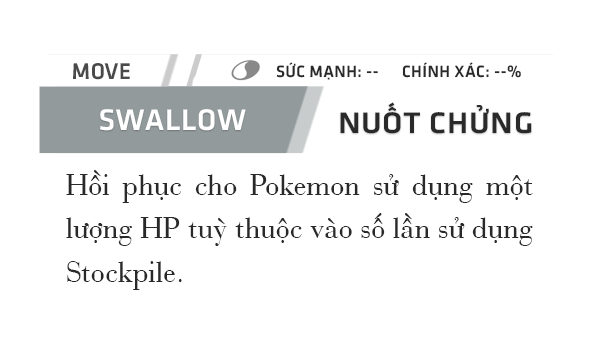 MOVE SỨC MẠNH: -- CHÍNH XÁC: --%
SWALLOW NUỐT CHỬNG
Hồi phục cho Pokemon sử dụng một
lượng HP tuỳ thuộc vào số lần sử dụng
Stockpile.